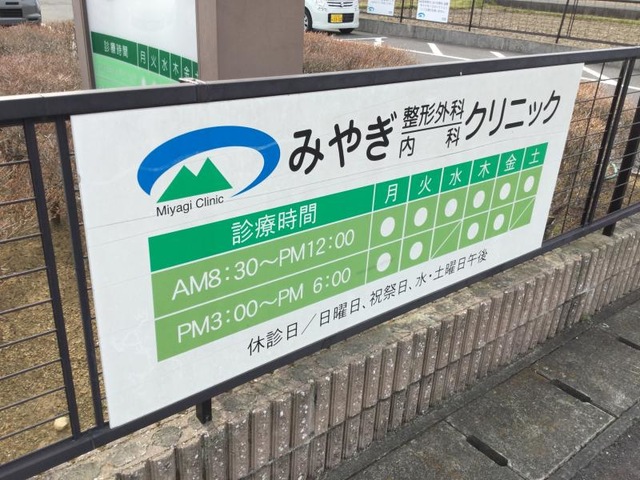 診療時間 月火水木金
みやぎ 整形外科 内科 クリニック
Miyagi Clinic
診療時間 月 火 水 木 金 土
AM8:30〜PM12:00 ● ● ● ● ● ●
PM3:00〜PM 6:00 ● ● / ● ● /
休診日/日曜日、祝祭日、水・土曜日午後